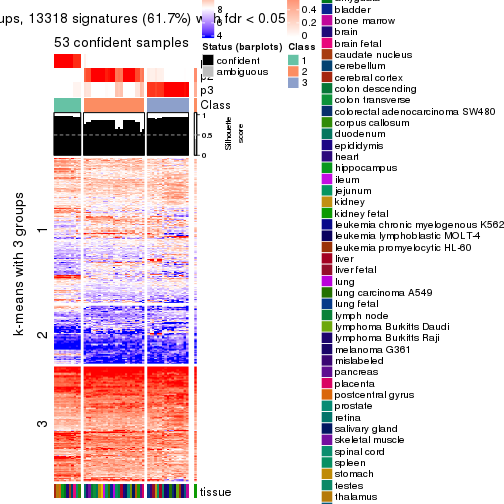 ups, 13318 signatures (61.7%) with fdr < 0.05
53 confident samples
p3
Class
1
0.5
0
Silhouette
score
k-means with 3 groups
1
2
3
tissue
8
6
4
Status (barplots)
confident
ambiguous
0.4
0.2
0
Class
1
2
3
bladder
bone marrow
brain
brain fetal
caudate nucleus
cerebellum
cerebral cortex
colon descending
colon transverse
colorectal adenocarcinoma SW480
corpus callosum
duodenum
epididymis
heart
hippocampus
ileum
jejunum
kidney
kidney fetal
leukemia chronic myelogenous K562
leukemia lymphoblastic MOLT-4
leukemia promyelocytic HL-60
liver
liver fetal
lung
lung carcinoma A549
lung fetal
lymph node
lymphoma Burkitts Daudi
lymphoma Burkitts Raji
melanoma G361
mislabeled
pancreas
placenta
postcentral gyrus
prostate
retina
salivary gland
skeletal muscle
spinal cord
spleen
stomach
testes
thalamus